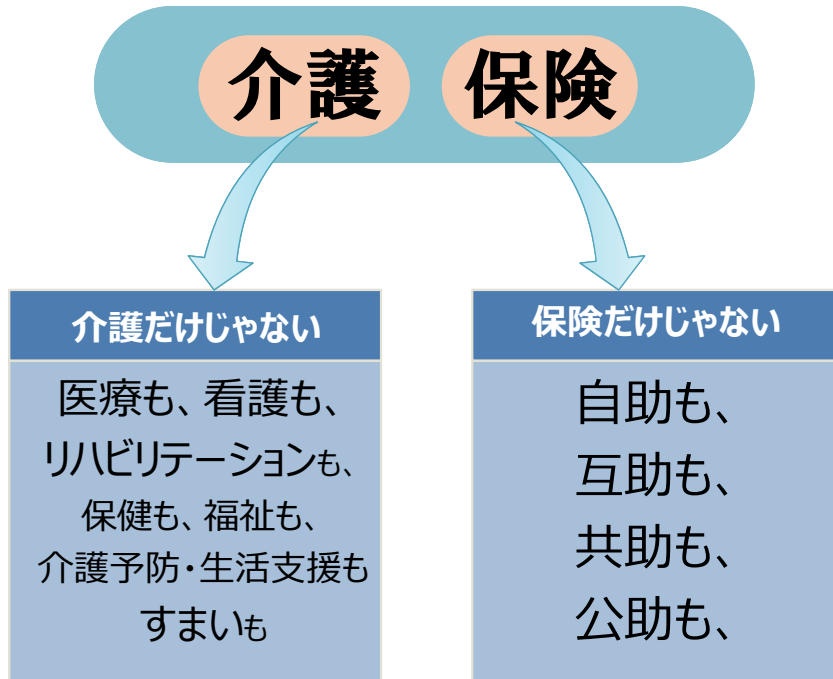 介護 保険
介護だけじゃない
医療も、看護も、
リハビリテーションも、
保健も、福祉も、
介護予防・生活支援も
すまいも
保険だけじゃない
自助も、
互助も、
共助も、
公助も、